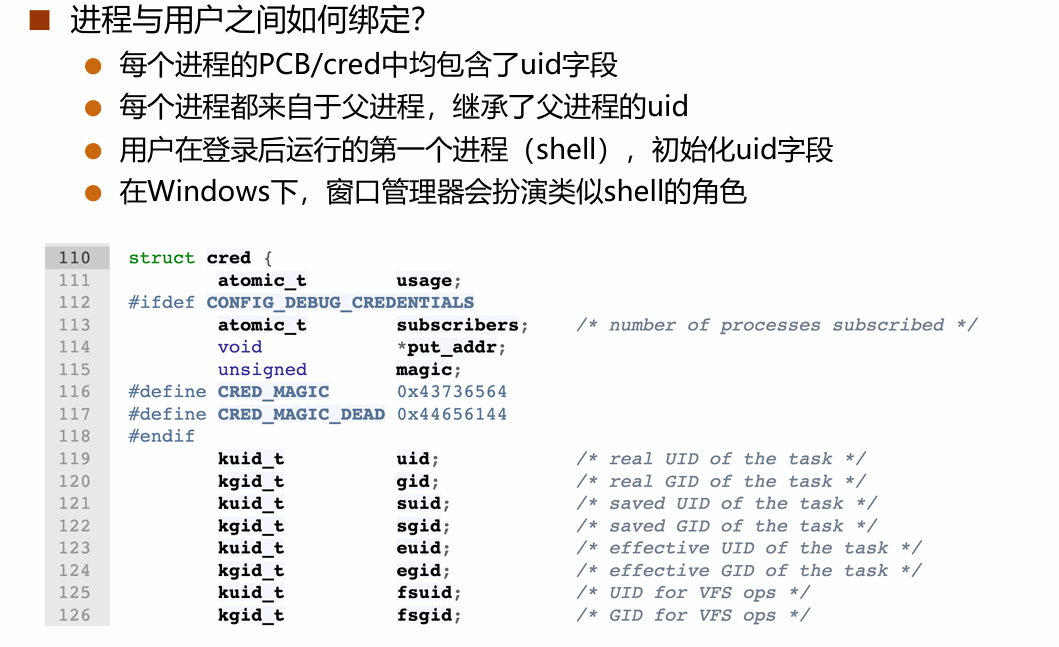 进程与用户之间如何绑定?
每个进程的PCB/cred中均包含了uid字段
每个进程都来自于父进程，继承了父进程的uid
用户在登录后运行的第一个进程（shell），初始化uid字段
在Windows下，窗口管理器会扮演类似shell的角色
110 struct cred {
111 atomic_t usage;
112 #ifdef CONFIG_DEBUG_CREDENTIALS
113 atomic_t subscribers; /* number of processes subscribed */
114 void *put_addr;
115 unsigned magic;
116 #define CRED_MAGIC 0x43736564
117 #define CRED_MAGIC_DEAD 0x44656144
118 #endif
119 kuid_t uid; /* real UID of the task */
120 kgid_t gid; /* real GID of the task */
121 kuid_t suid; /* saved UID of the task */
122 kgid_t sgid; /* saved GID of the task */
123 kuid_t euid; /* effective UID of the task */
124 kgid_t egid; /* effective GID of the task */
125 kuid_t fsuid; /* UID for VFS ops */
126 kgid_t fsgid; /* GID for VFS ops */